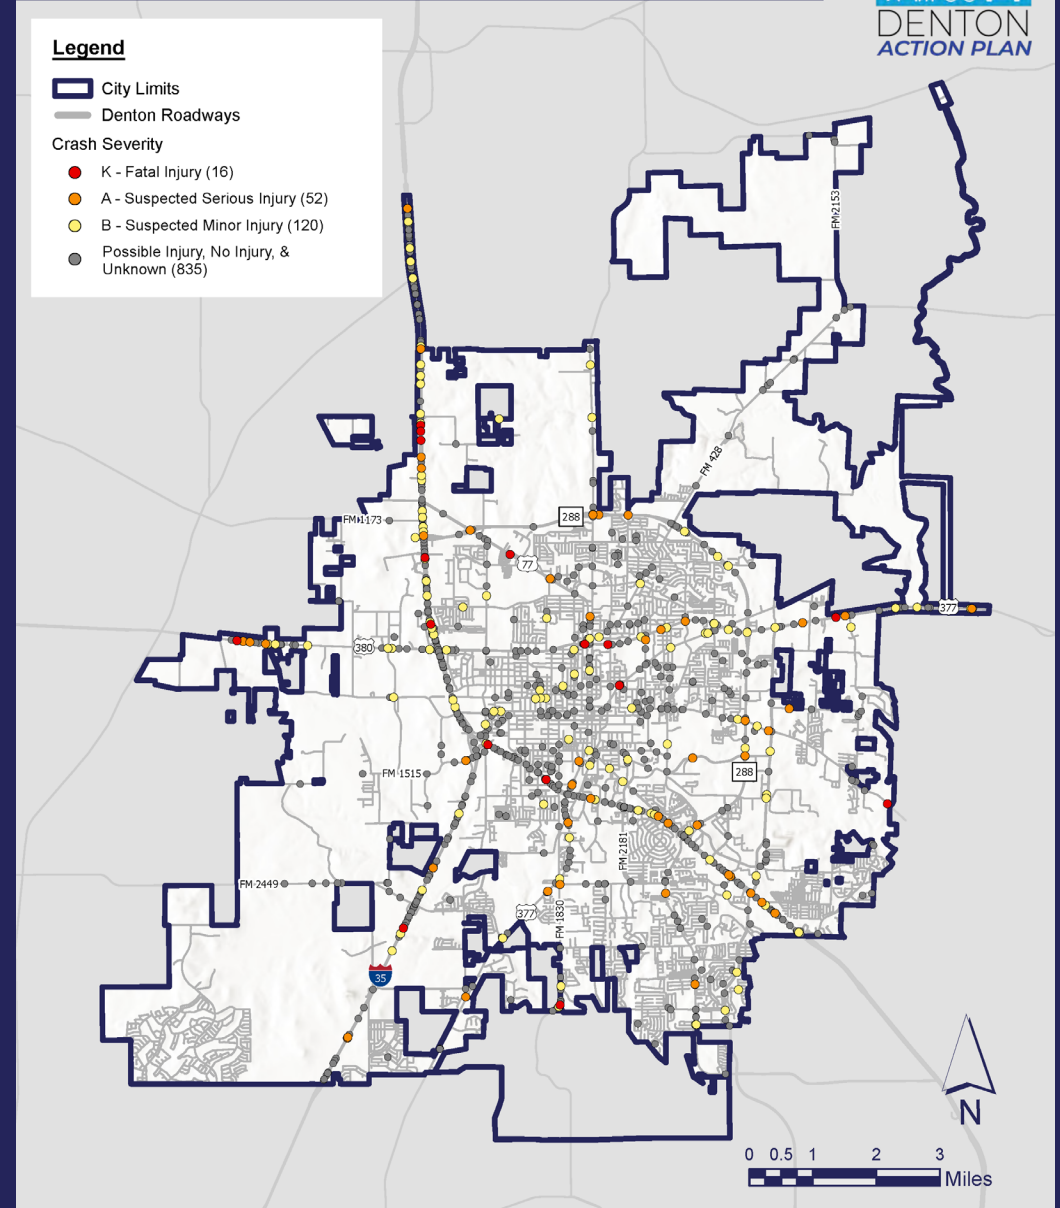 DENTON
ACTION PLAN
Legend
City Limits
Denton Roadways
Crash Severity
K - Fatal Injury (16)
A - Suspected Serious Injury (52)
B - Suspected Minor Injury (120)
Possible Injury, No Injury, &
Unknown (835)
FM 2153
FM 428
288
FM 1173
77
377
380
FM 1515
288
FM 2181
FM 2449
377
FM 1830
35
N
0 0.5 1 2 3
Miles